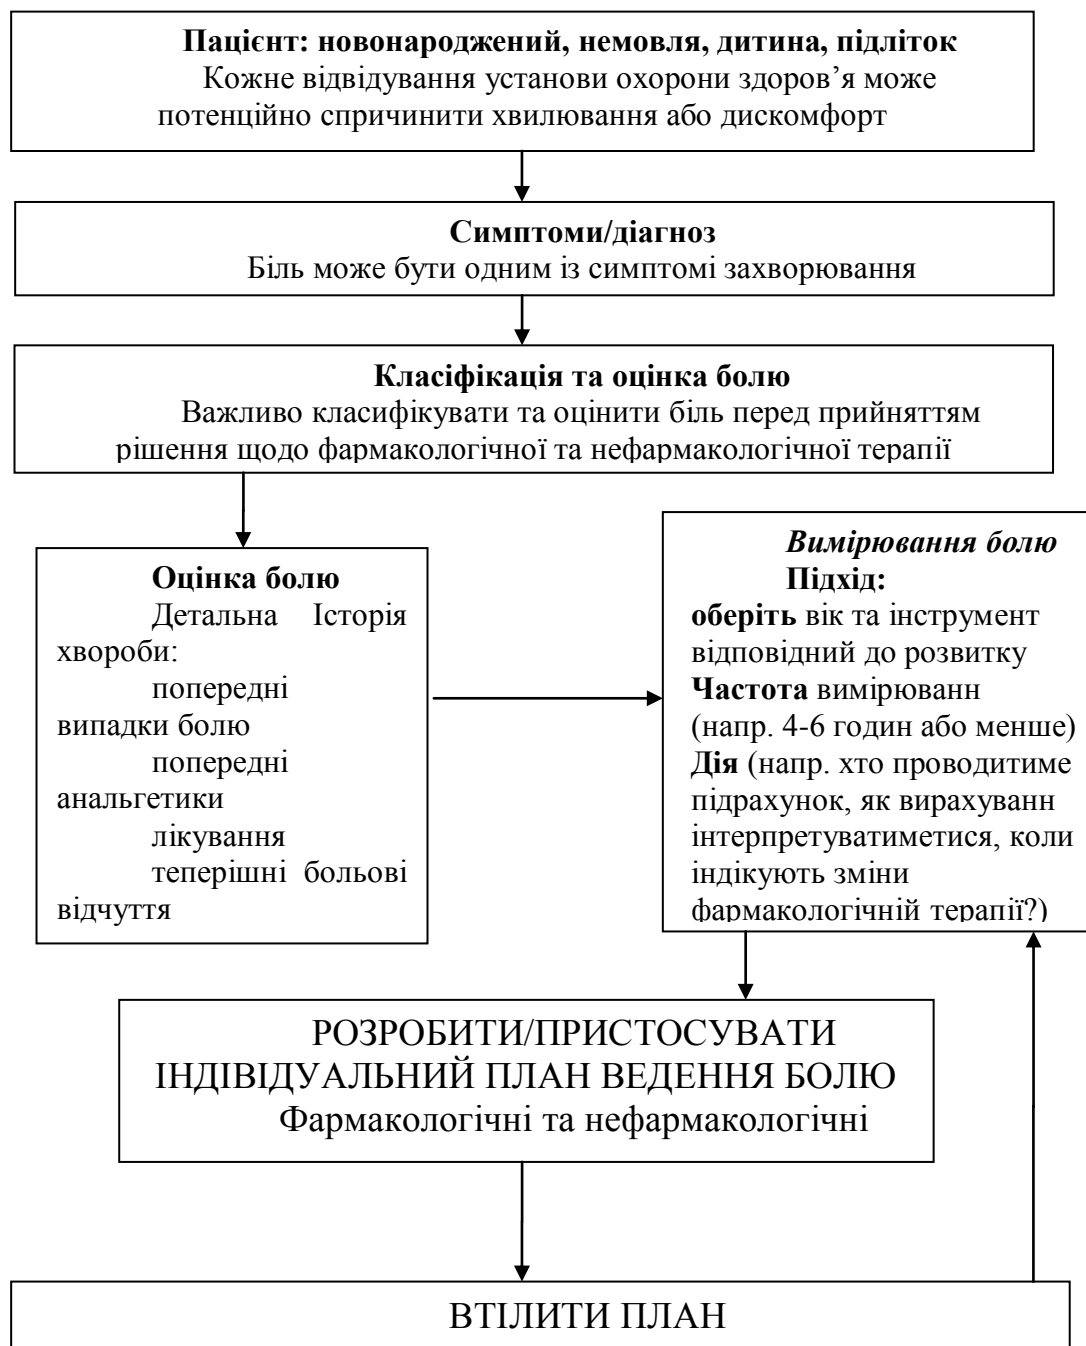 Пацієнт: новонароджений, немовля, дитина, підліток
Кожне відвідування установи охорони здоров’я може
потенційно спричинити хвилювання або дискомфорт
Симптоми/діагноз
Біль може бути одним із симптомі захворювання
Класіфікація та оцінка болю
Важливо класифікувати та оцінити біль перед прийняттям
рішення щодо фармакологічної та нефармакологічної терапії
Оцінка болю
Детальна Історія
хвороби:
попередні
випадки болю
попередні
анальгетики
лікування
теперішні больові
відчуття
Вимірювання болю
Підхід:
оберіть вік та інструмент
відповідний до розвитку
Частота вимірюванн
(напр. 4-6 годин або менше)
Дія (напр. хто проводитиме
підрахунок, як вирахуванн
інтерпретуватиметися, коли
індікують зміни
фармакологічній терапії?)
РОЗРОБИТИ/ПРИСТОСУВАТИ
ІНДІВІДУАЛЬНИЙ ПЛАН ВЕДЕННЯ БОЛЮ
Фармакологічні та нефармакологічні
ВТІЛИТИ ПЛАН